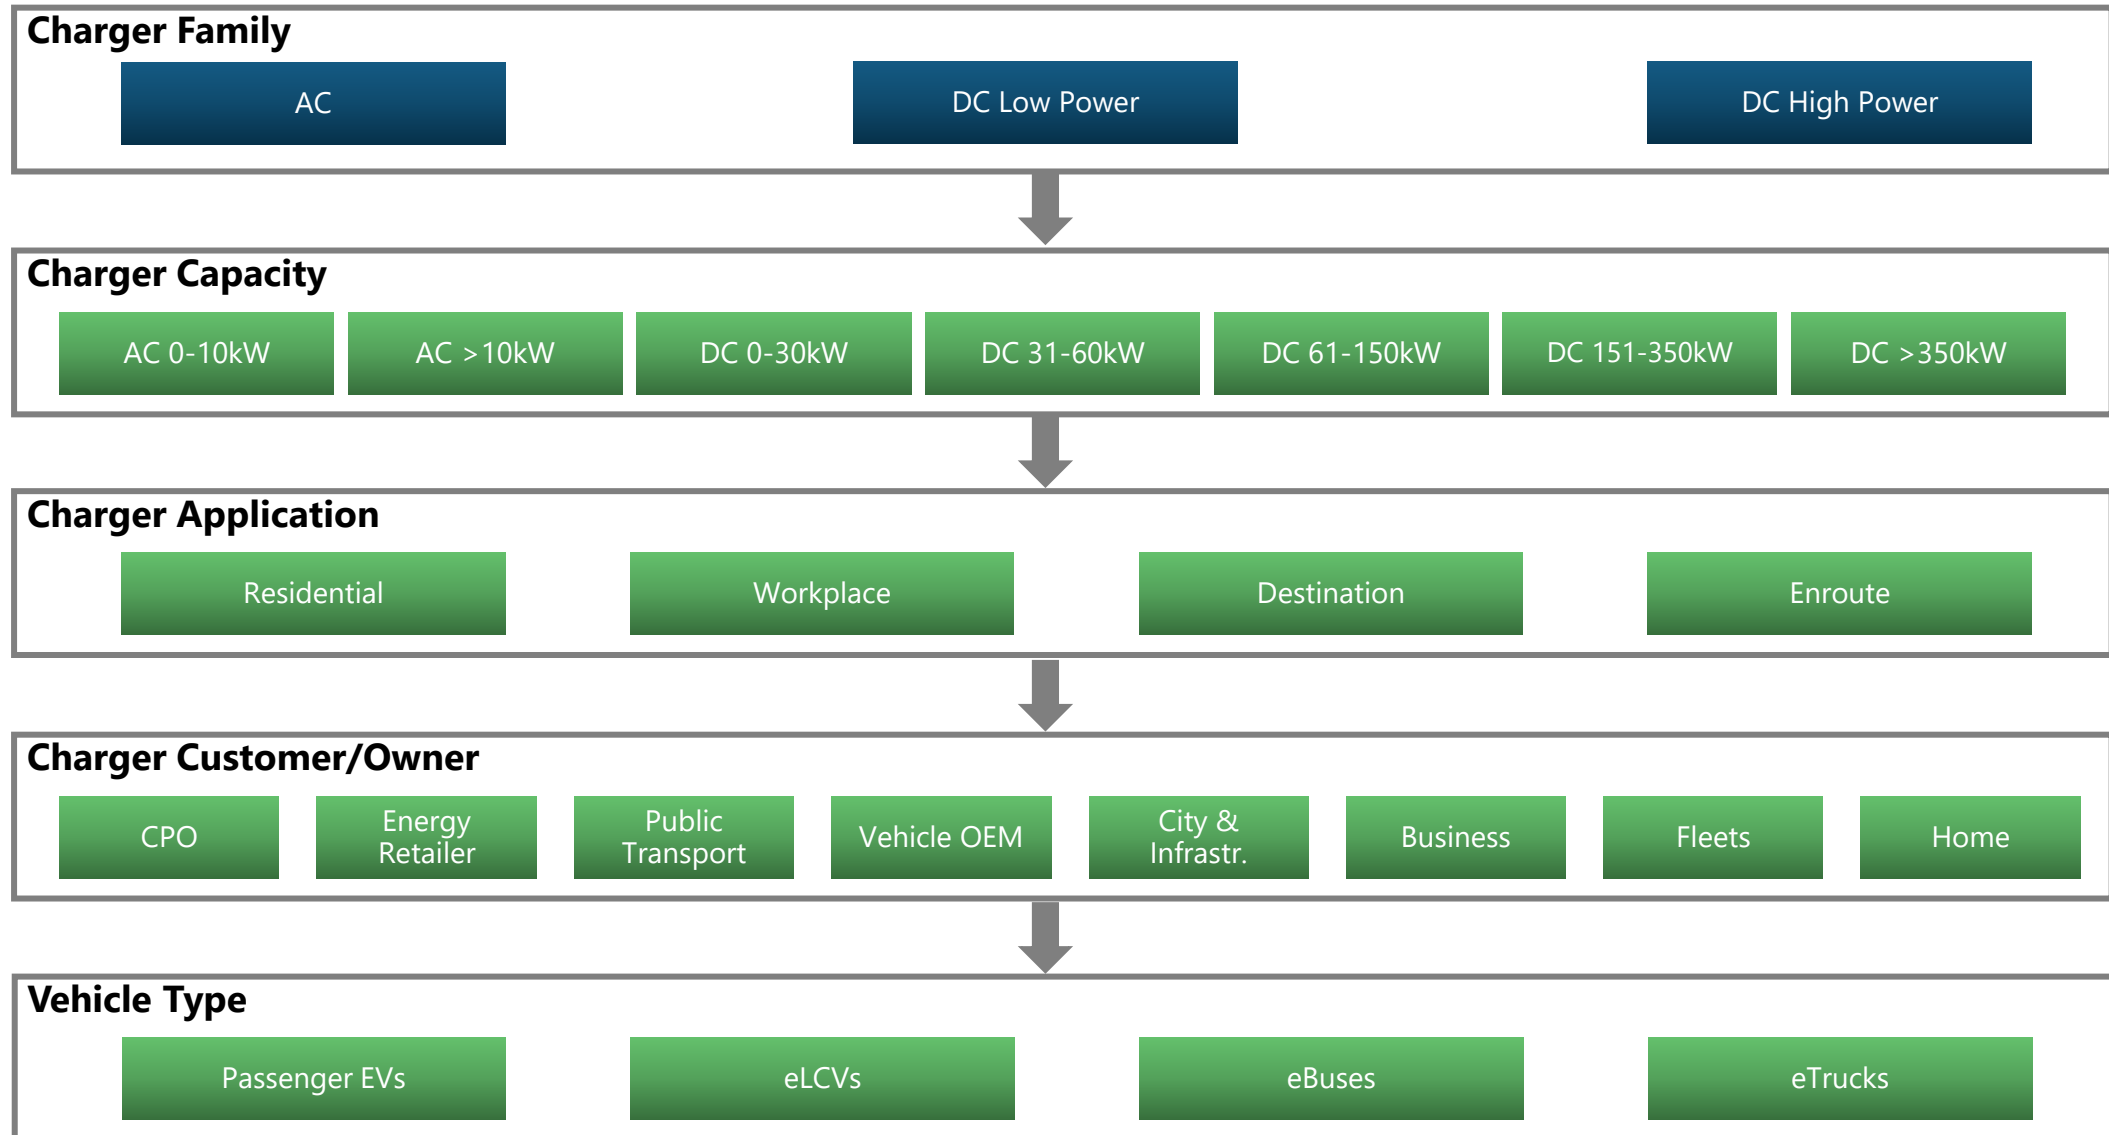 Charger Family
AC
DC Low Power
DC High Power
Charger Capacity
AC 0-10kW
AC >10kW
DC 0-30kW
DC 31-60kW
DC 61-150kW
DC 151-350kW
DC >350kW
Charger Application
Residential
Workplace
Destination
Enroute
Charger Customer/Owner
CPO
Energy
Retailer
Public
Transport
Vehicle OEM
City &
Infrastr.
Business
Fleets
Home
Vehicle Type
Passenger EVs
eLCVs
eBuses
eTrucks